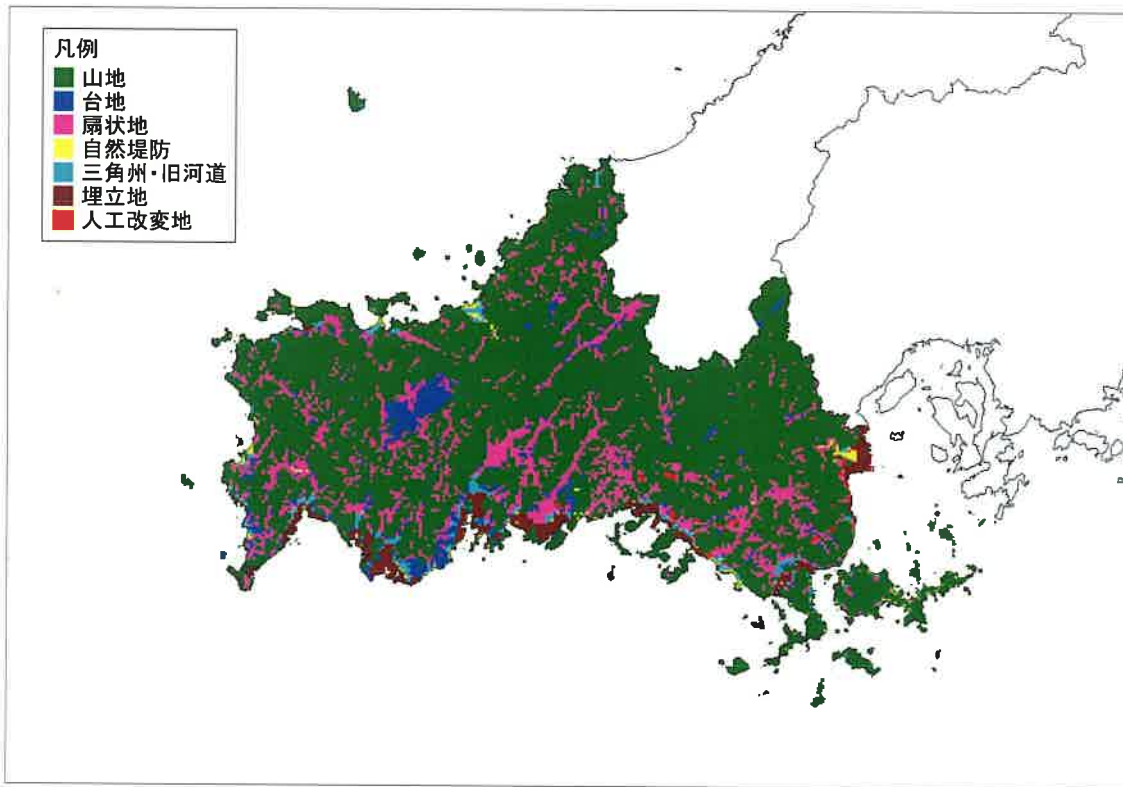 凡例
山地
台地
扇状地
自然堤防
三角州・旧河道
埋立地
人工改変地